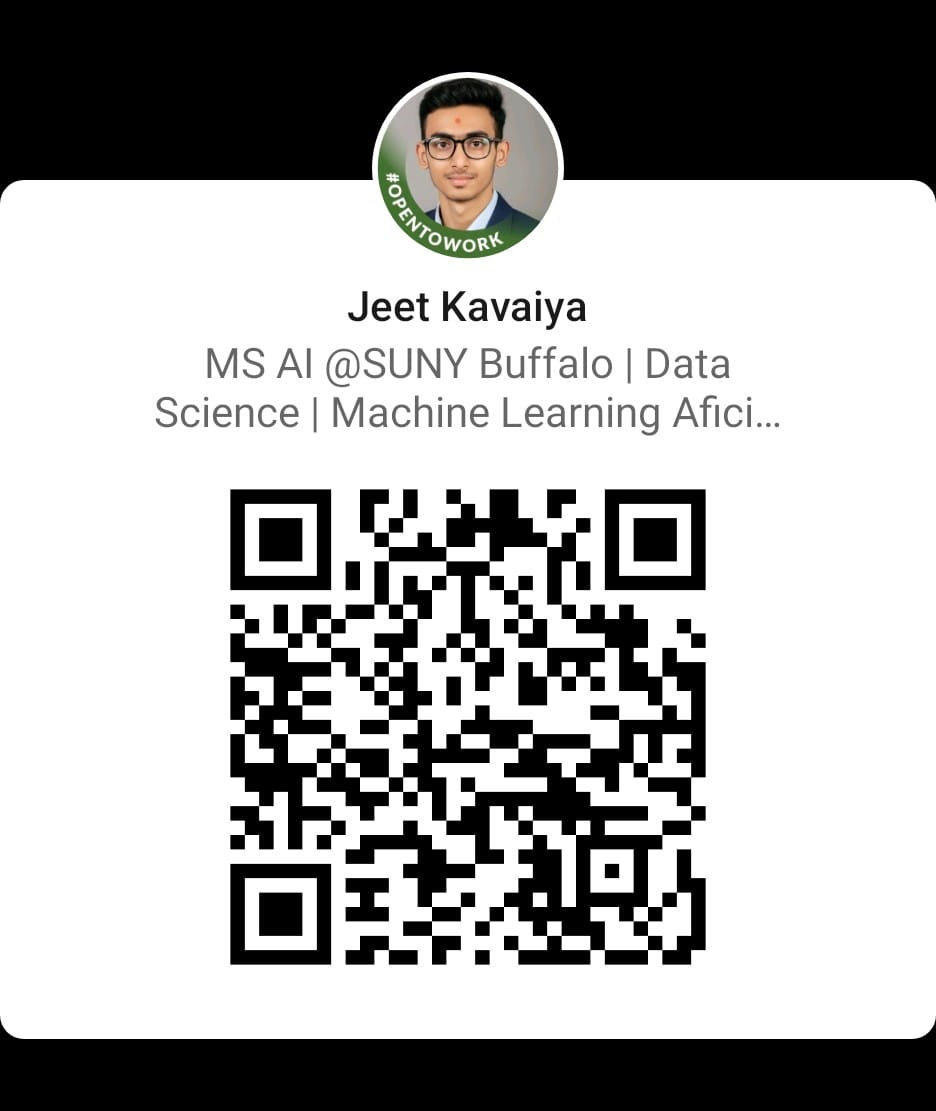 #OPENTOWORK
Jeet Kavaiya
MS AI @SUNY Buffalo | Data
Science | Machine Learning Afici...